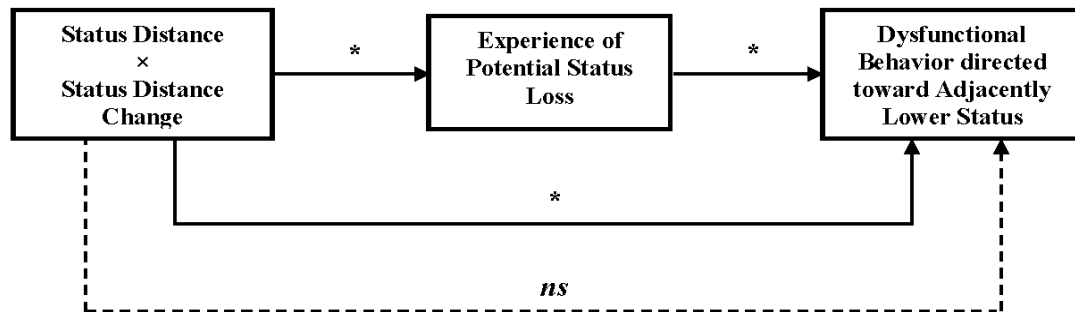 Status Distance
×
Status Distance
Change
*
Experience of
Potential Status
Loss
*
Dysfunctional
Behavior directed
toward Adjacently
Lower Status
*
ns